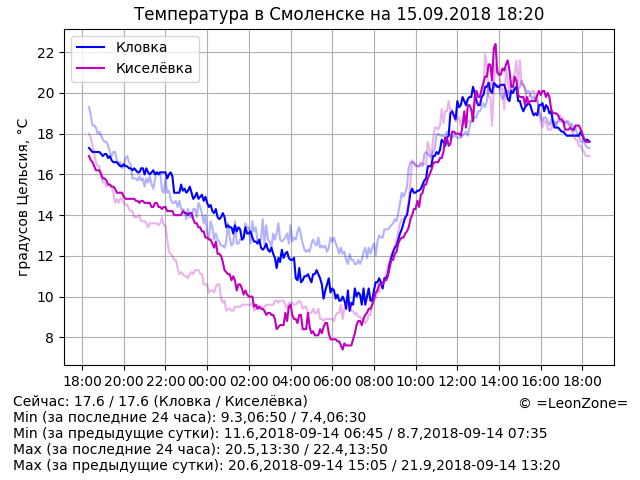 Температура в Смоленске на 15.09.2018 18:20
градусов Цельсия, °C
Кловка
Киселёвка
22
20
18
16
14
12
10
8
18:00 20:00 22:00 00:00 02:00 04:00 06:00 08:00 10:00 12:00 14:00 16:00 18:00
Сейчас: 17.6 / 17.6 (Кловка / Киселёвка)
© =LeonZone=
Min (за последние 24 часа): 9.3,06:50 / 7.4,06:30
Min (за предыдущие сутки): 11.6,2018-09-14 06:45 / 8.7,2018-09-14 07:35
Max (за последние 24 часа): 20.5,13:30 / 22.4,13:50
Max (за предыдущие сутки): 20.6,2018-09-14 15:05 / 21.9,2018-09-14 13:20